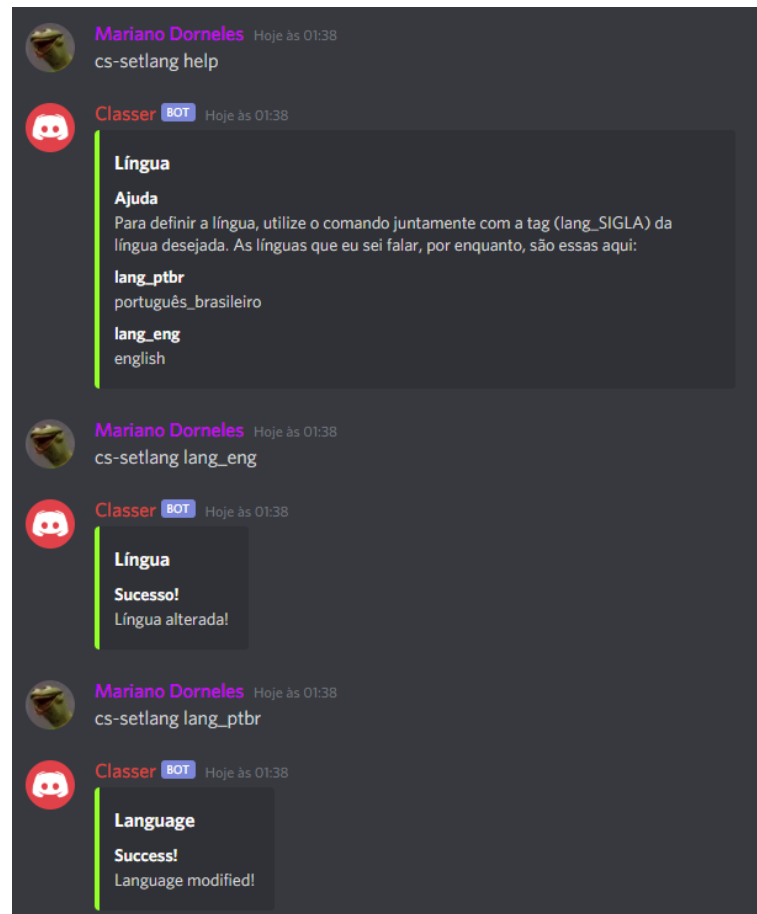 Mariano Dorneles Hoje às 01:38
cs-setlang help
Classer BOT Hoje às 01:38
Língua
Ajuda
Para definir a língua, utilize o comando juntamente com a tag (lang_SIGLA) da
língua desejada. As línguas que eu sei falar, por enquanto, são essas aqui:
lang_ptbr
português_brasileiro
lang_eng
english
Mariano Dorneles Hoje às 01:38
cs-setlang lang_eng
Classer BOT Hoje às 01:38
Língua
Sucesso!
Língua alterada!
Mariano Dorneles Hoje às 01:38
cs-setlang lang_ptbr
Classer BOT Hoje às 01:38
Language
Success!
Language modified!